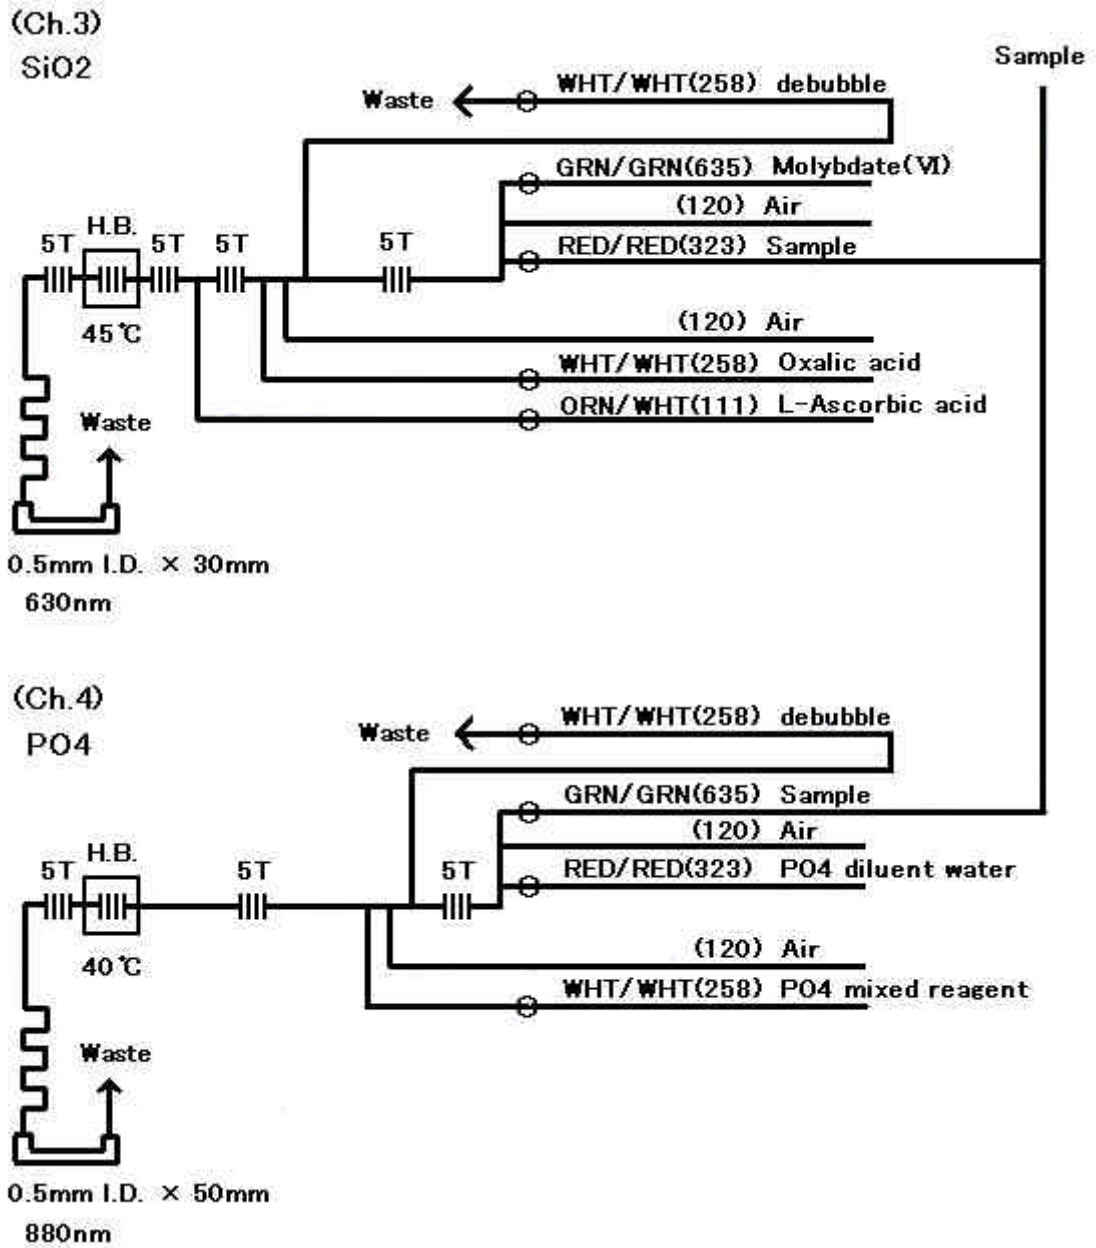 (Ch.3)
SiO2
Sample
WHT/WHT(258) debubble
Waste
GRN/GRN(635) Molybdate(Ⅵ)
(120) Air
RED/RED(323) Sample
5T H.B. 5T 5T 5T
45℃
(120) Air
WHT/WHT(258) Oxalic acid
ORN/WHT(111) L-Ascorbic acid
Waste
0.5mm I.D. × 30mm
630nm
(Ch.4)
PO4
WHT/WHT(258) debubble
Waste
GRN/GRN(635) Sample
(120) Air
RED/RED(323) PO4 diluent water
5T H.B. 5T 5T
40℃
(120) Air
WHT/WHT(258) PO4 mixed reagent
Waste
0.5mm I.D. × 50mm
880nm